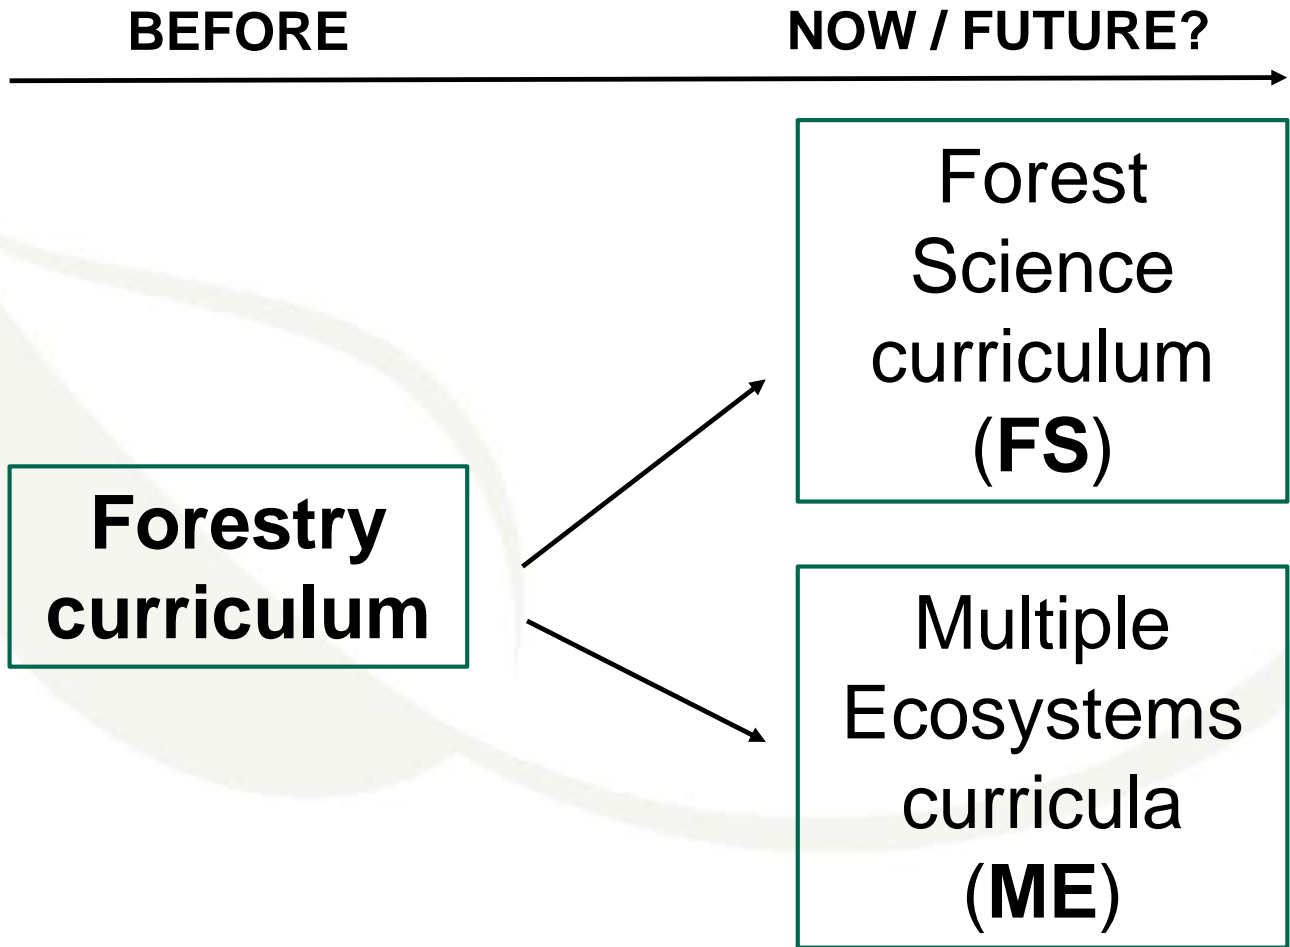 BEFORE
NOW / FUTURE?
Forest
Science
curriculum
(FS)
Forestry
curriculum
Multiple
Ecosystems
curricula
(ME)